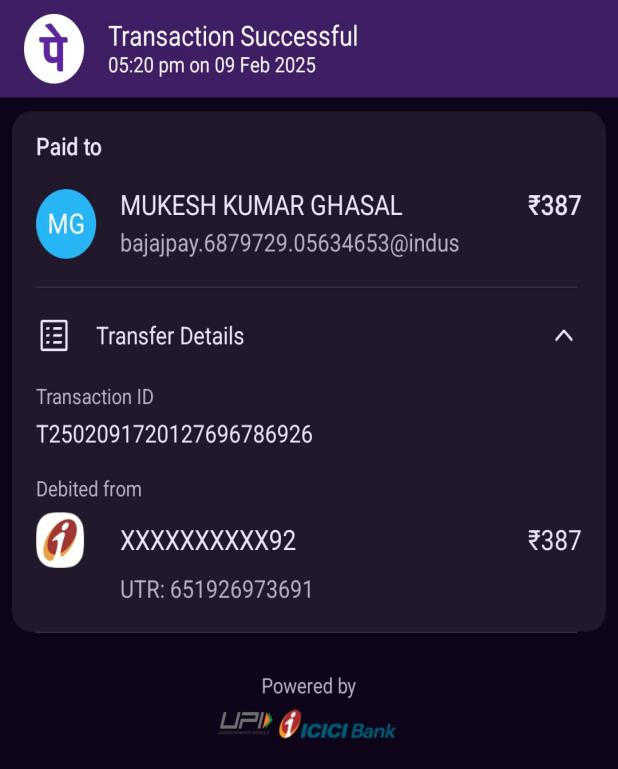 पे
Transaction Successful
05:20 pm on 09 Feb 2025
Paid to
MG
MUKESH KUMAR GHASAL
₹387
bajajpay.6879729.05634653@indus
Transfer Details
Transaction ID
T2502091720127696786926
Debited from
XXXXXXXXXX92
₹387
UTR: 651926973691
Powered by
UPI
ICICI Bank